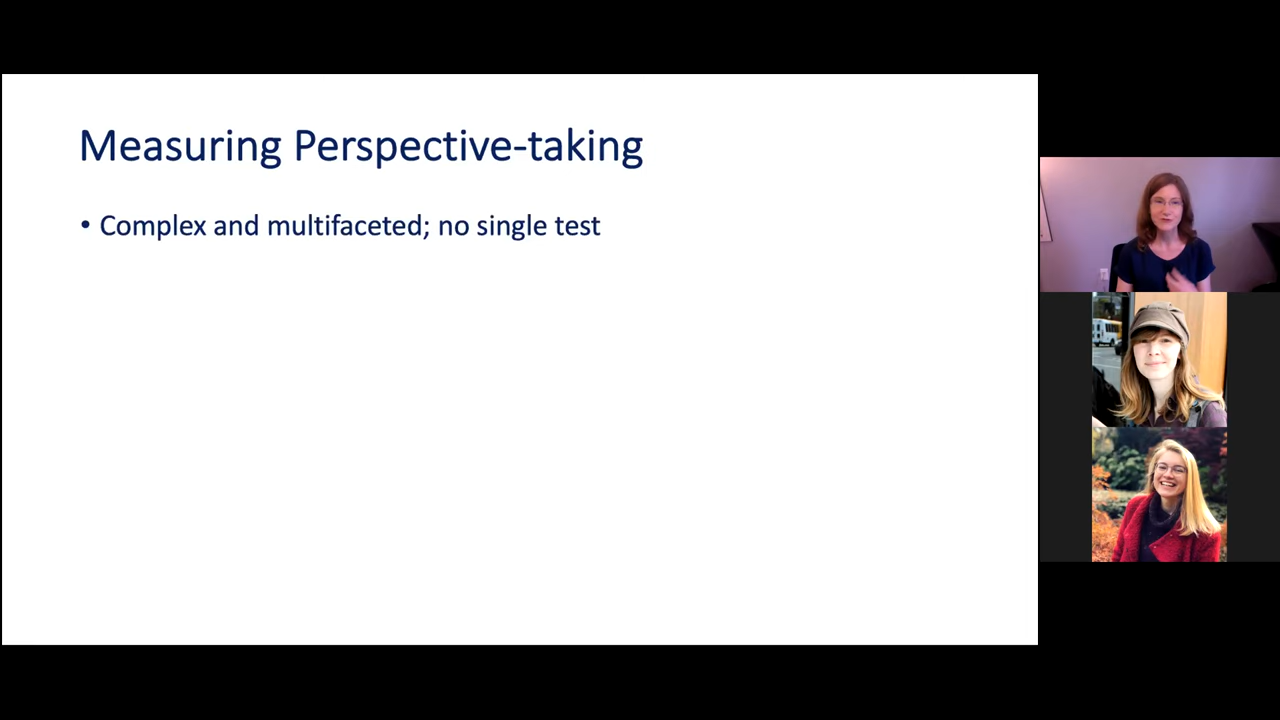 Measuring Perspective-taking
• Complex and multifaceted; no single test